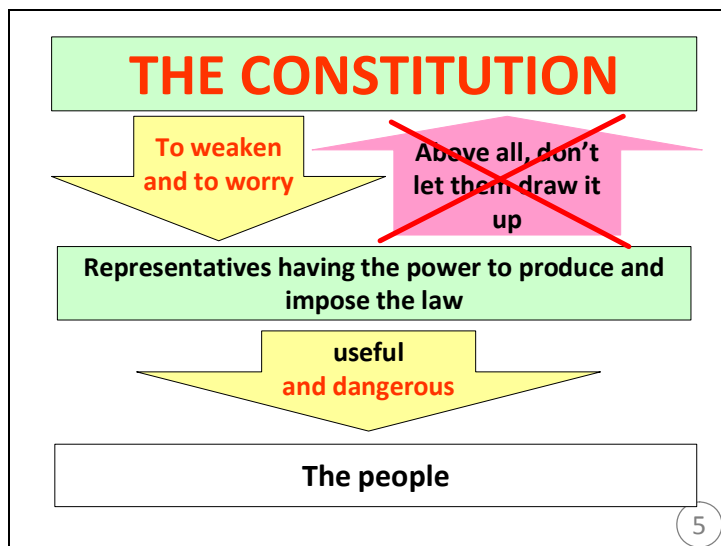 THE CONSTITUTION
To weaken
and to worry
Above all, don't
let them draw it
up
Representatives having the power to produce and
impose the law
useful
and dangerous
The people
5